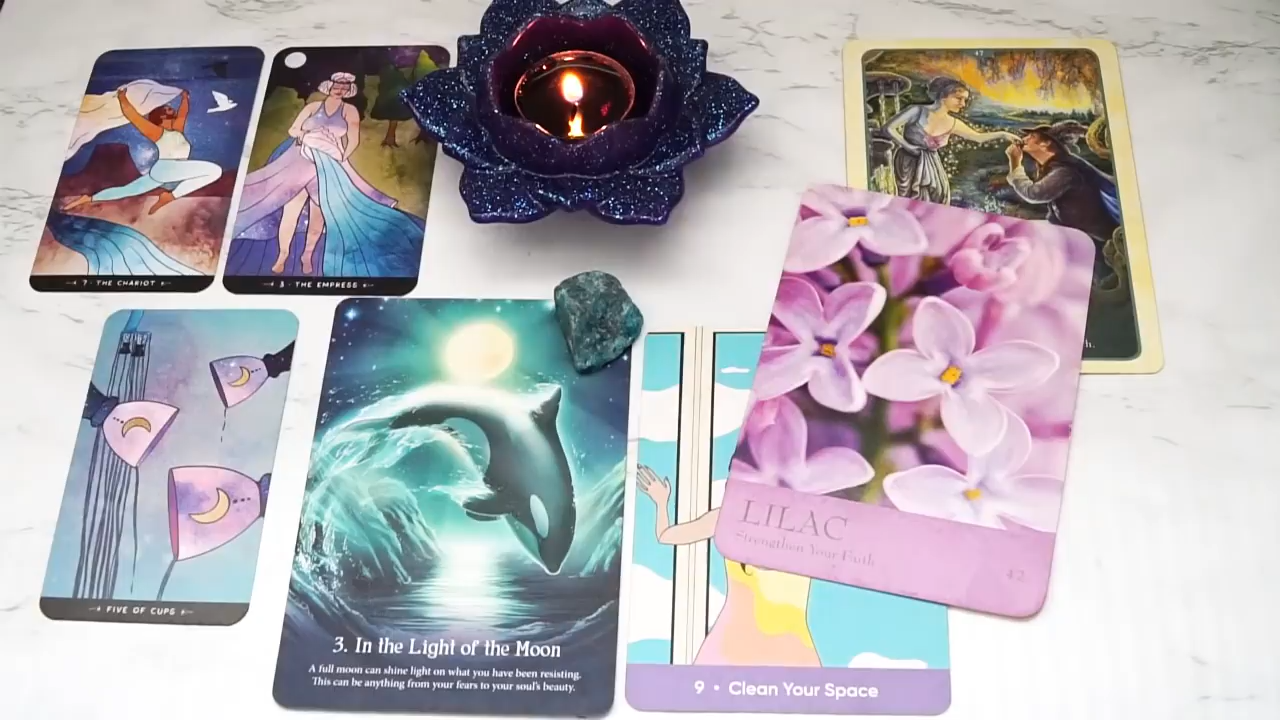 7 · THE CHARIOT
3 · THE EMPRESS
FIVE OF CUPS
3. In the Light of the Moon
A full moon can shine light on what you have been resisting.
This can be anything from your fears to your soul's beauty.
9 • Clean Your Space
LILAC
Strengthen Your Faith
42